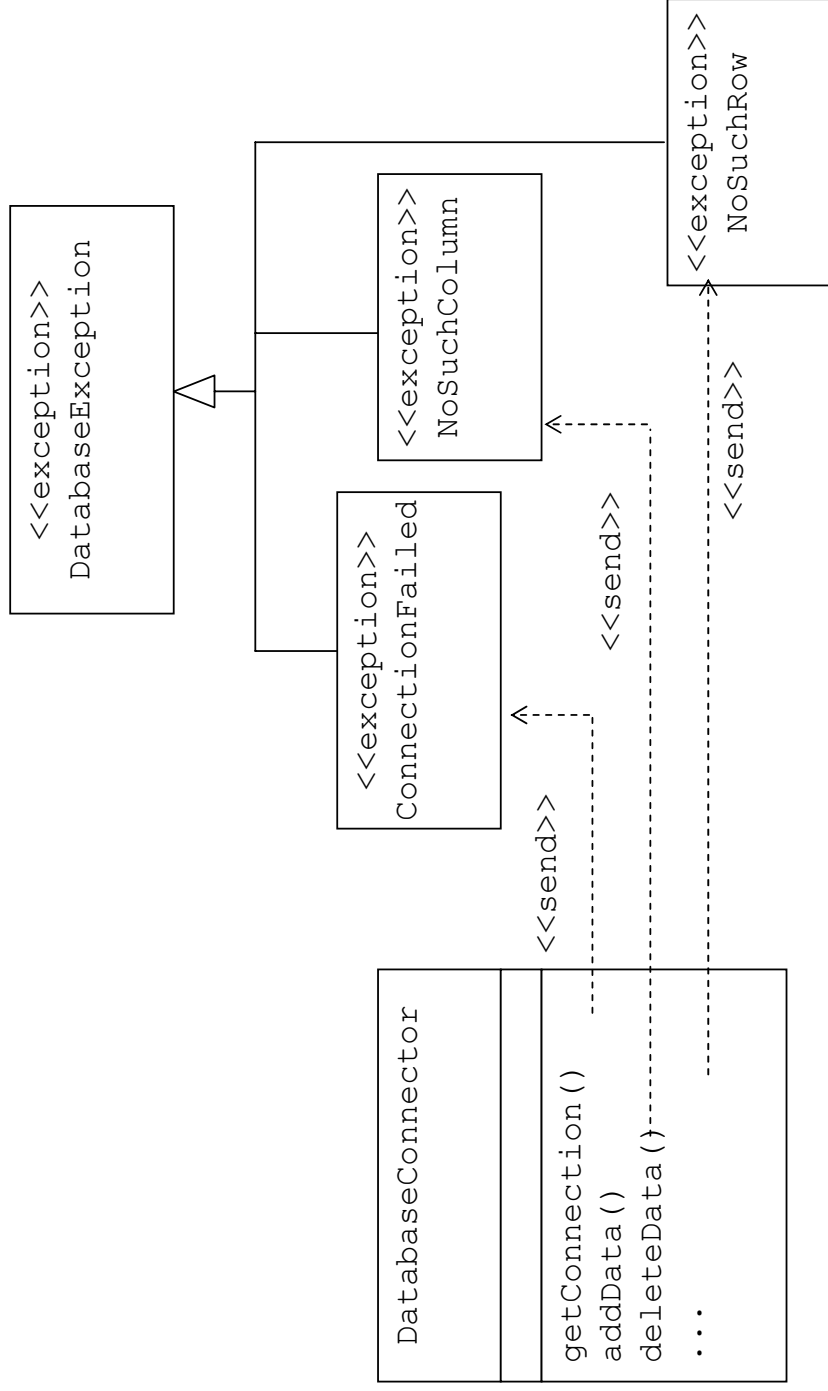 <<exception>>
DatabaseException
<<exception>>
ConnectionFailed
<<exception>>
NoSuchColumn
<<exception>>
NoSuchRow
DatabaseConnector
getConnection()
addData()
deleteData()
...
<<send>>
<<send>>
<<send>>